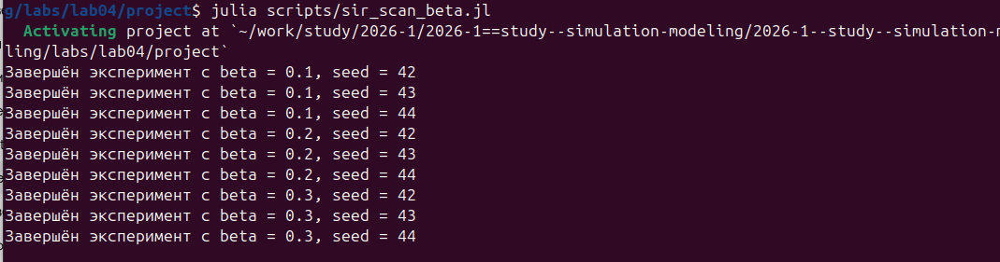 g/labs/lab04/project$ julia scripts/sir_scan_beta.jl
Activating project at `~/work/study/2026-1/2026-1==study--simulation-modeling/2026-1--study--simulation-m
ling/labs/lab04/project`
Завершён эксперимент с beta = 0.1, seed = 42
Завершён эксперимент с beta = 0.1, seed = 43
Завершён эксперимент с beta = 0.1, seed = 44
Завершён эксперимент с beta = 0.2, seed = 42
Завершён эксперимент с beta = 0.2, seed = 43
Завершён эксперимент с beta = 0.2, seed = 44
Завершён эксперимент с beta = 0.3, seed = 42
Завершён эксперимент с beta = 0.3, seed = 43
Завершён эксперимент с beta = 0.3, seed = 44